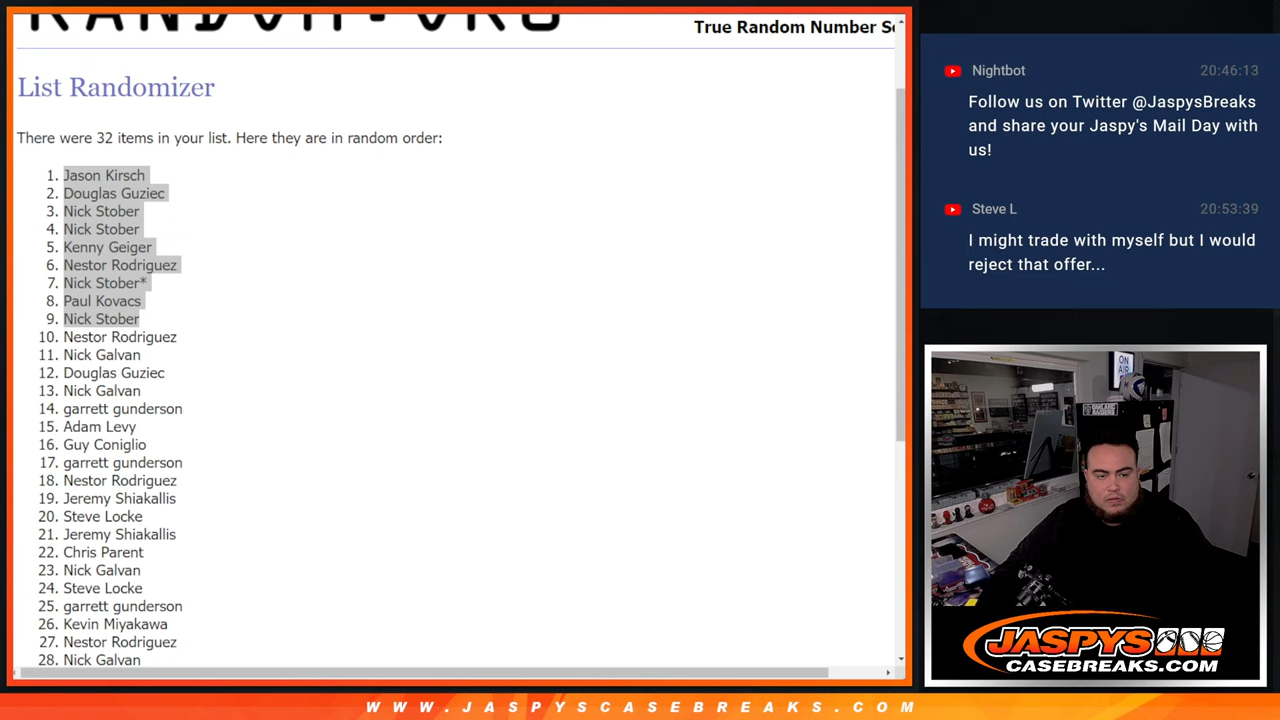 RANDOM.ORG
True Random Number Se
List Randomizer
There were 32 items in your list. Here they are in random order:
1. Jason Kirsch
2. Douglas Guziec
3. Nick Stober
4. Nick Stober
5. Kenny Geiger
6. Nestor Rodriguez
7. Nick Stober*
8. Paul Kovacs
9. Nick Stober
10. Nestor Rodriguez
11. Nick Galvan
12. Douglas Guziec
13. Nick Galvan
14. garrett gunderson
15. Adam Levy
16. Guy Coniglio
17. garrett gunderson
18. Nestor Rodriguez
19. Jeremy Shiakallis
20. Steve Locke
21. Jeremy Shiakallis
22. Chris Parent
23. Nick Galvan
24. Steve Locke
25. garrett gunderson
26. Kevin Miyakawa
27. Nestor Rodriguez
28. Nick Galvan
Nightbot 20:46:13
Follow us on Twitter @JaspysBreaks
and share your Jaspy's Mail Day with
us!
Steve L 20:53:39
I might trade with myself but I would
reject that offer...
ON
AIR
JASPYS
CASEBREAKS.COM
WWW.JASPYSCASEBREAKS.COM